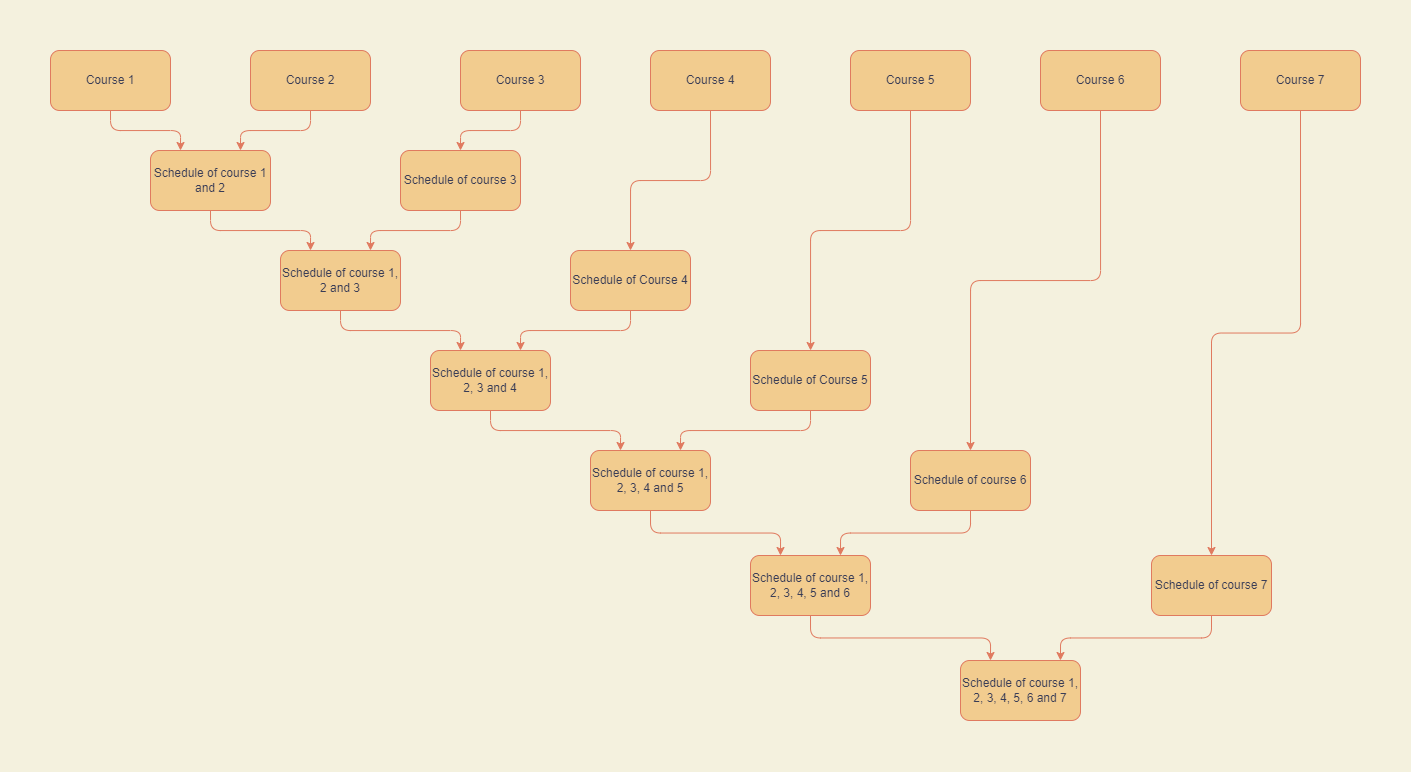 Course 1
Course 2
Course 3
Course 4
Course 5
Course 6
Course 7
Schedule of course 1
and 2
Schedule of course 3
Schedule of course 1,
2 and 3
Schedule of Course 4
Schedule of course 1,
2, 3 and 4
Schedule of Course 5
Schedule of course 1,
2, 3, 4 and 5
Schedule of course 6
Schedule of course 1,
2, 3, 4, 5 and 6
Schedule of course 7
Schedule of course 1,
2, 3, 4, 5, 6 and 7